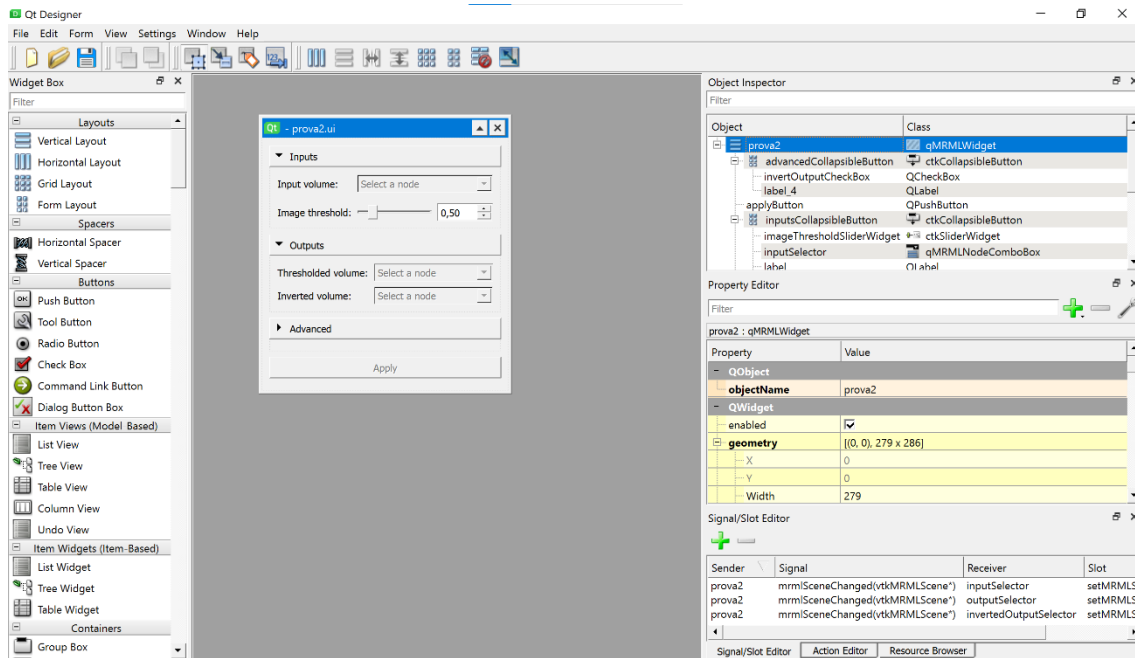 Qt Designer
File Edit Form View Settings Window Help
Widget Box
Filter
Layouts
Vertical Layout
Horizontal Layout
Grid Layout
Form Layout
Spacers
Horizontal Spacer
Vertical Spacer
Buttons
OK Push Button
Tool Button
Radio Button
Check Box
Command Link Button
Dialog Button Box
Item Views (Model Based)
List View
Tree View
Table View
Column View
Undo View
Item Widgets (Item-Based)
List Widget
Tree Widget
Table Widget
Containers
Group Box
Qt - prova2.ui
Inputs
Input volume: Select a node
Image threshold: 0,50
Outputs
Thresholded volume: Select a node
Inverted volume: Select a node
Advanced
Apply
Object Inspector
Filter
Object Class
prova2 qMRMLWidget
advancedCollapsibleButton ctkCollapsibleButton
invertOutputCheckBox QCheckBox
label_4 QLabel
applyButton QPushButton
inputsCollapsibleButton ctkCollapsibleButton
imageThresholdSliderWidget ctkSliderWidget
inputSelector qMRMLNodeComboBox
label QLabel
Property Editor
Filter
prova2 : qMRMLWidget
Property Value
QObject
objectName prova2
QWidget
enabled
geometry [(0, 0), 279 x 286]
X 0
Y 0
Width 279
Signal/Slot Editor
Sender Signal Receiver Slot
prova2 mrmlSceneChanged(vtkMRMLScene*) inputSelector setMRMLS
prova2 mrmlSceneChanged(vtkMRMLScene*) outputSelector setMRMLS
prova2 mrmlSceneChanged(vtkMRMLScene*) invertedOutputSelector setMRMLS
Signal/Slot Editor Action Editor Resource Browser